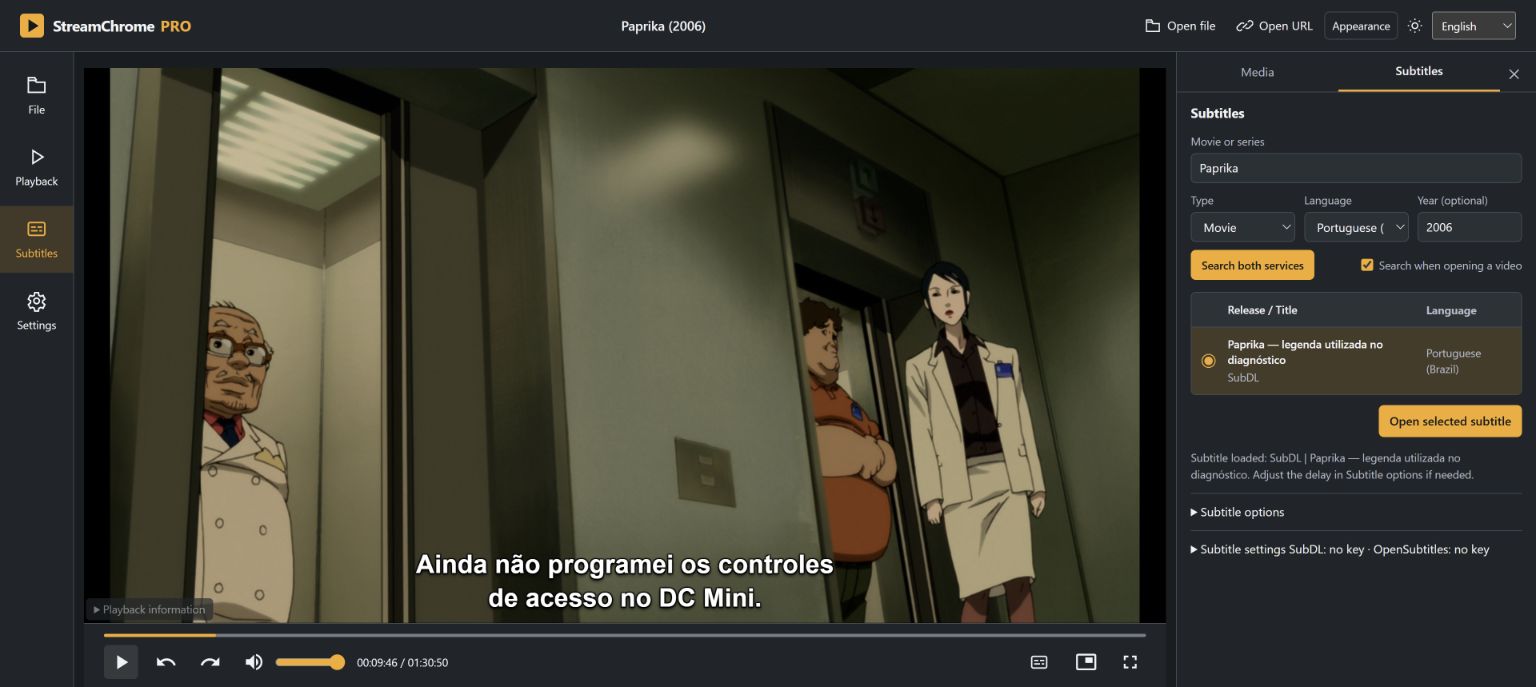 StreamChrome PRO
Paprika (2006)
Open file
Open URL
Appearance
English
File
Playback
Subtitles
Settings
Ainda não programei os controles
de acesso no DC Mini.
Playback information
00:09:46 / 01:30:50
Media
Subtitles
Subtitles
Movie or series
Paprika
Type
Language
Year (optional)
Movie
Portuguese (
2006
Search both services
Search when opening a video
Release / Title
Language
Paprika — legenda utilizada no
diagnóstico
SubDL
Portuguese
(Brazil)
Open selected subtitle
Subtitle loaded: SubDL | Paprika — legenda utilizada no
diagnóstico. Adjust the delay in Subtitle options if needed.
Subtitle options
Subtitle settings SubDL: no key · OpenSubtitles: no key